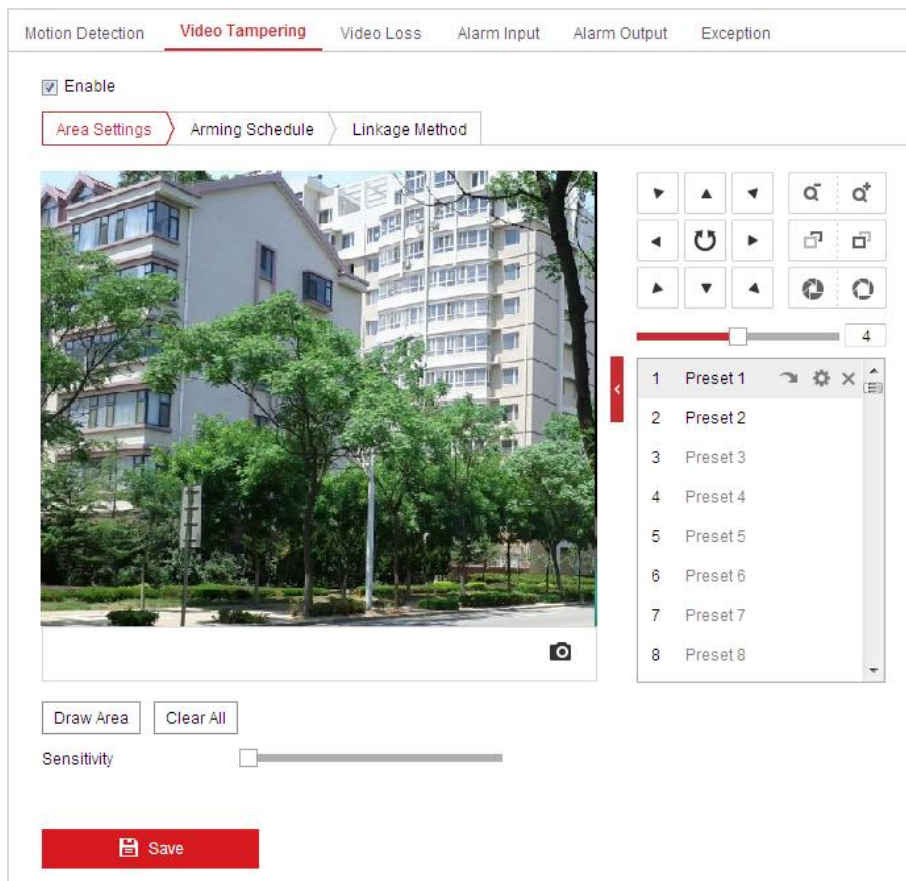 Motion Detection Video Tampering Video Loss Alarm Input Alarm Output Exception
Enable
Area Settings Arming Schedule Linkage Method
4
1 Preset 1
2 Preset 2
3 Preset 3
4 Preset 4
5 Preset 5
6 Preset 6
7 Preset 7
8 Preset 8
Draw Area Clear All
Sensitivity
Save